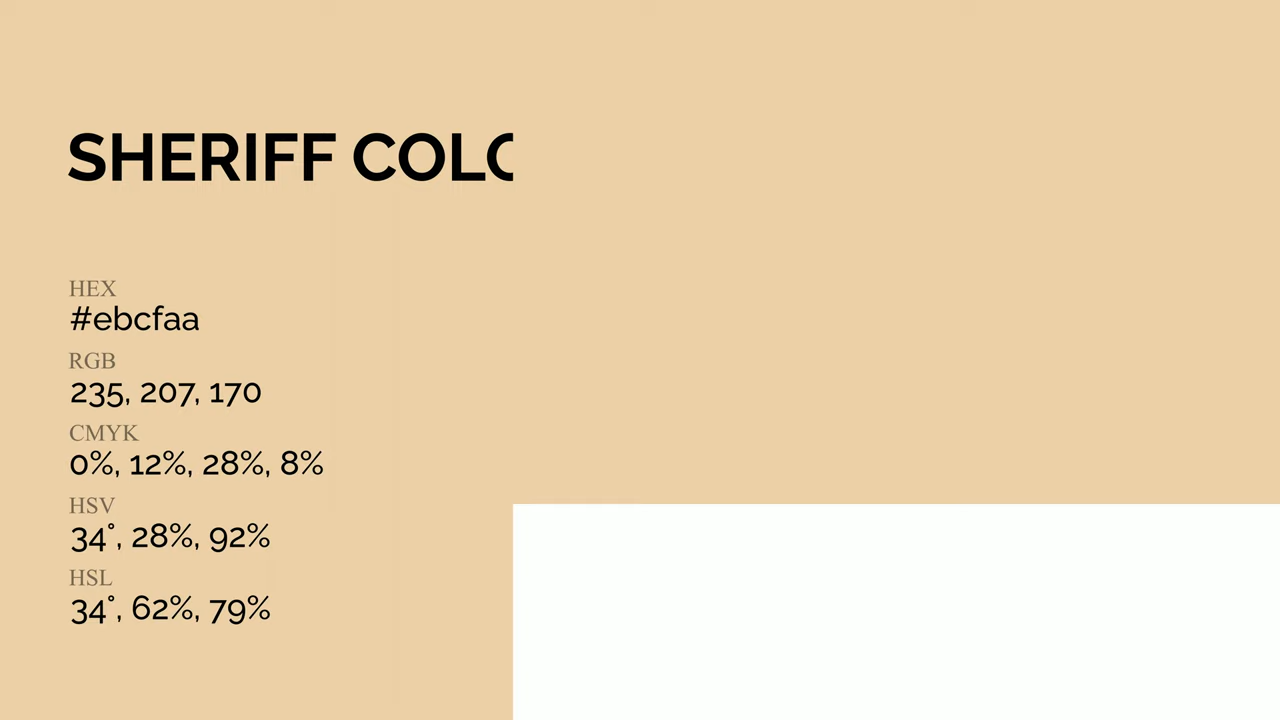 SHERIFF COLO
HEX
#ebcfaa
RGB
235, 207, 170
CMYK
0%, 12%, 28%, 8%
HSV
34°, 28%, 92%
HSL
34°, 62%, 79%